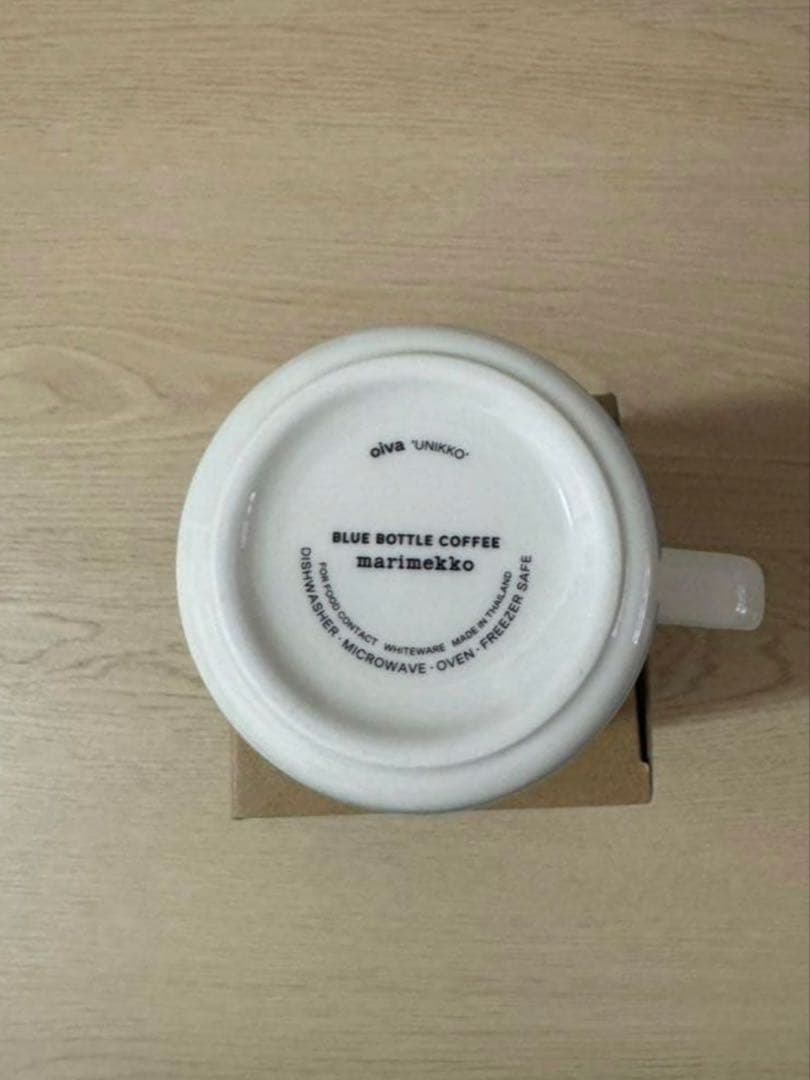 oiva 'UNIKKO'
BLUE BOTTLE COFFEE
marimekko
FOR FOOD CONTACT WHITEWARE MADE IN THAILAND
DISHWASHER · MICROWAVE · OVEN · FREEZER SAFE